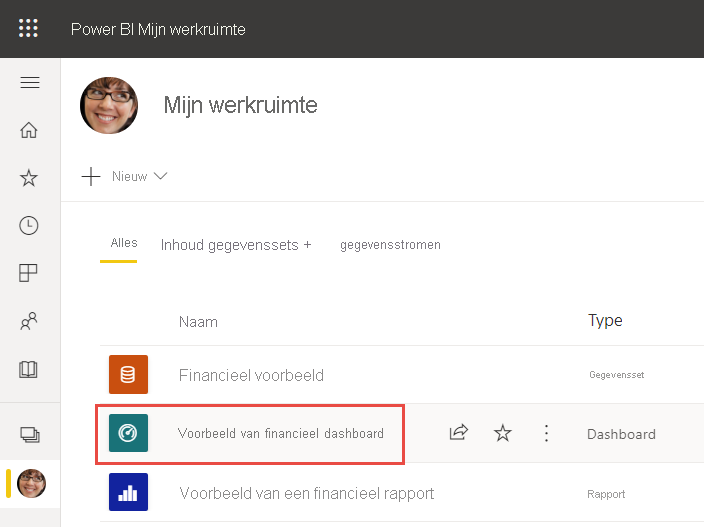 Power BI Mijn werkruimte
Mijn werkruimte
Nieuw
Alles Inhoud gegevenssets + gegevensstromen
Naam Type
Financieel voorbeeld Gegevensset
Voorbeeld van financieel dashboard Dashboard
Voorbeeld van een financieel rapport Rapport